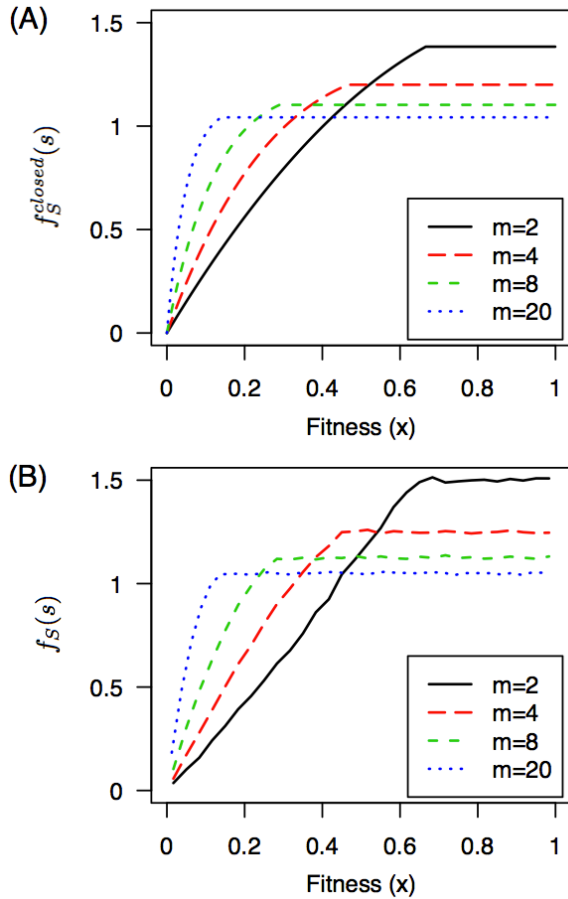 (A)
1.5
1
0.5
0
f_S^{closed}(s)
m=2
m=4
m=8
m=20
0 0.2 0.4 0.6 0.8 1
Fitness (x)
(B)
1.5
1
0.5
0
f_S(s)
m=2
m=4
m=8
m=20
0 0.2 0.4 0.6 0.8 1
Fitness (x)